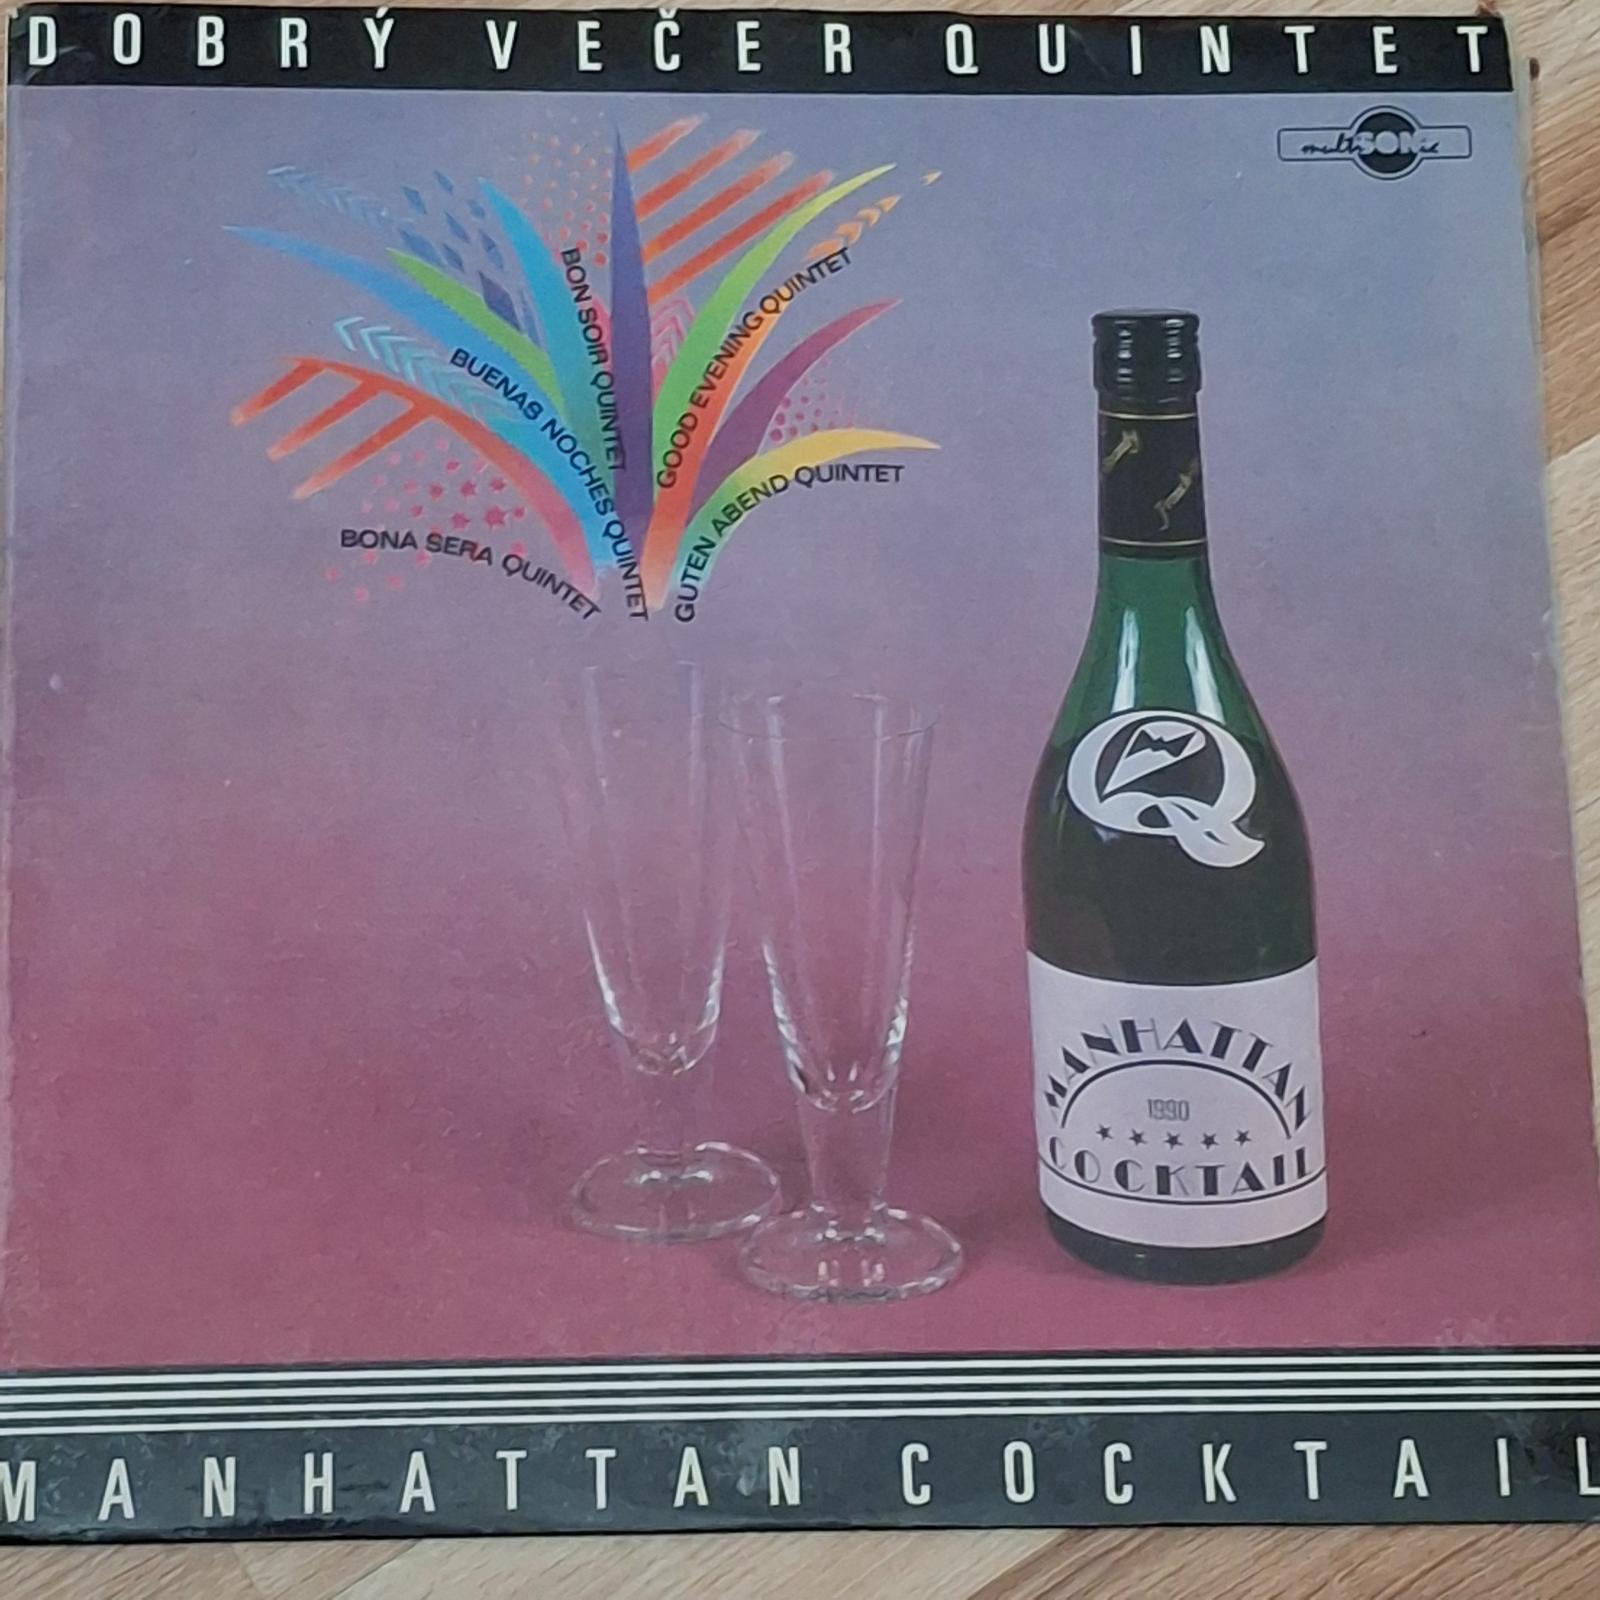 DOBRÝ VEČER QUINTET
multiSONic
BON SOIR QUINTET
GOOD EVENING QUINTET
BUENAS NOCHES QUINTET
GUTEN ABEND QUINTET
BONA SERA QUINTET
Q
MANHATTAN
1990
COCKTAIL
MANHATTAN COCKTAIL